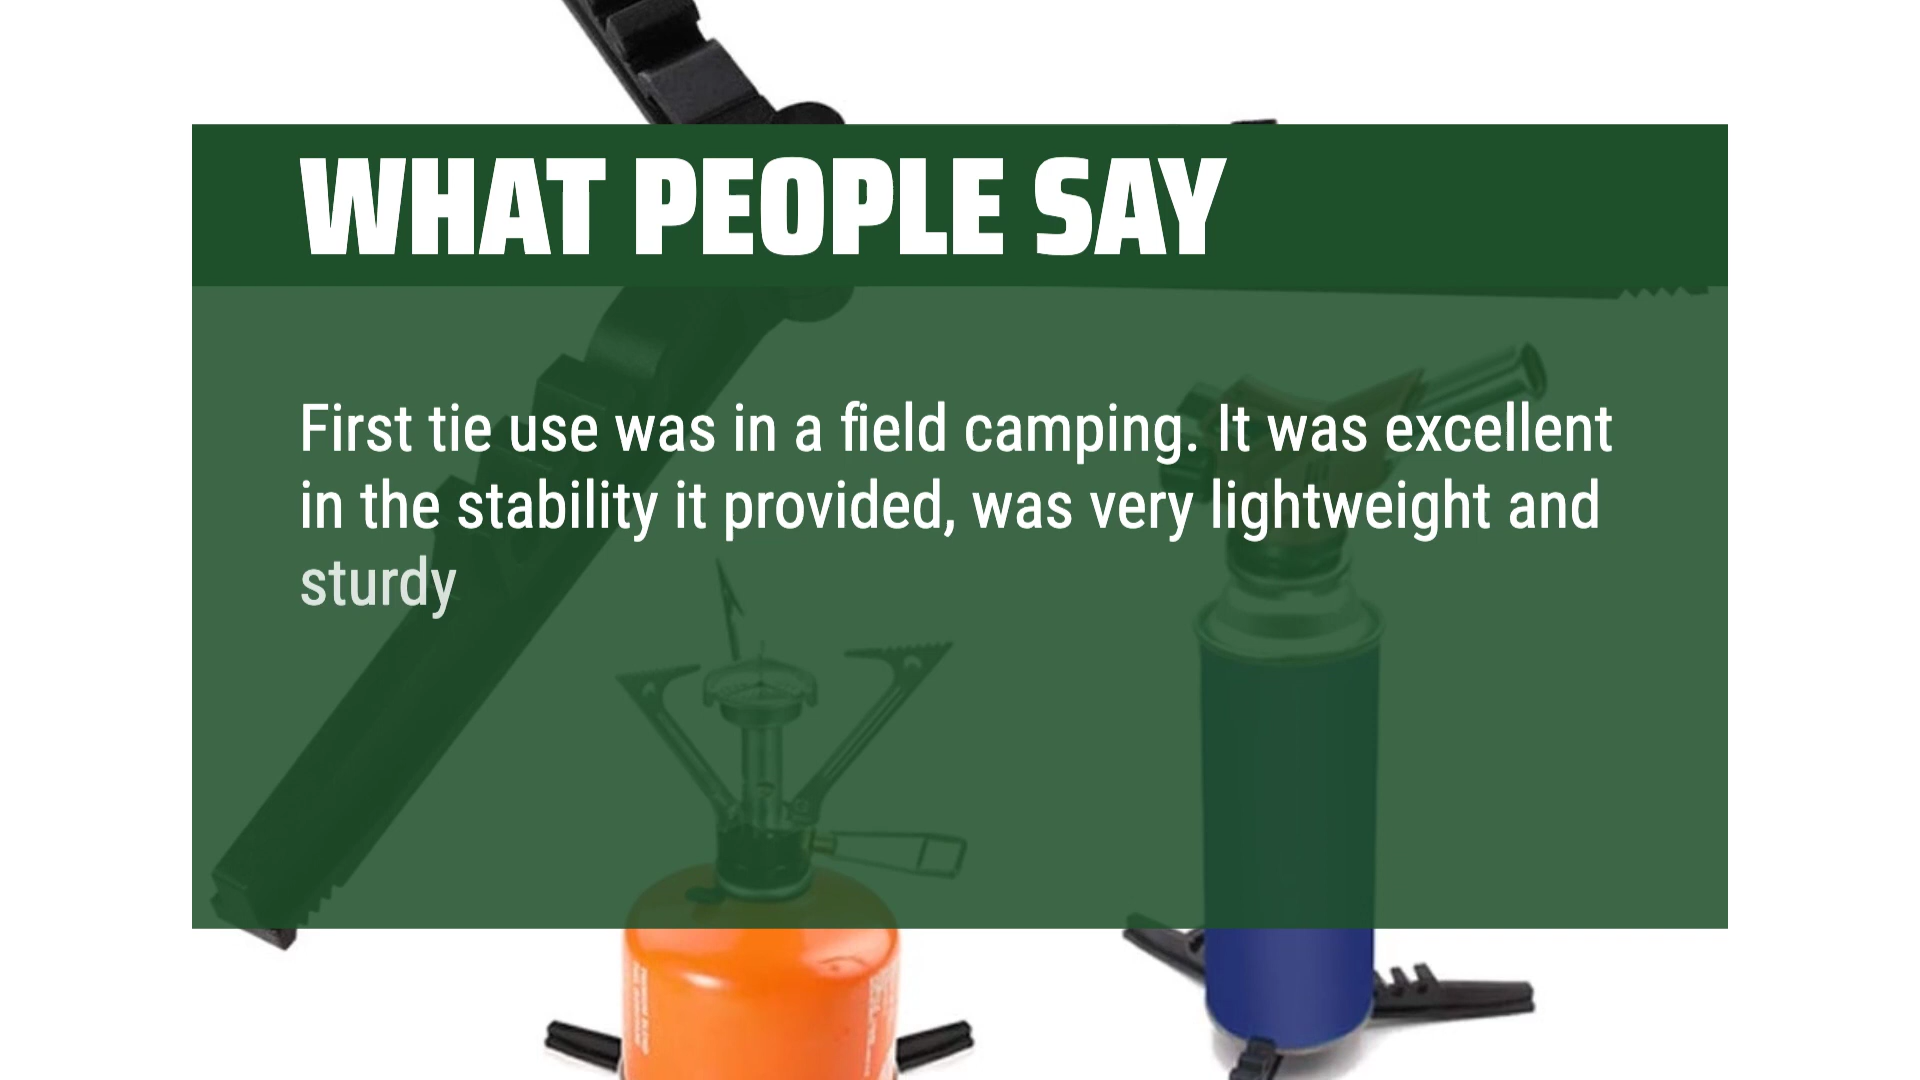 WHAT PEOPLE SAY
First tie use was in a field camping. It was excellent
in the stability it provided, was very lightweight and
sturdy